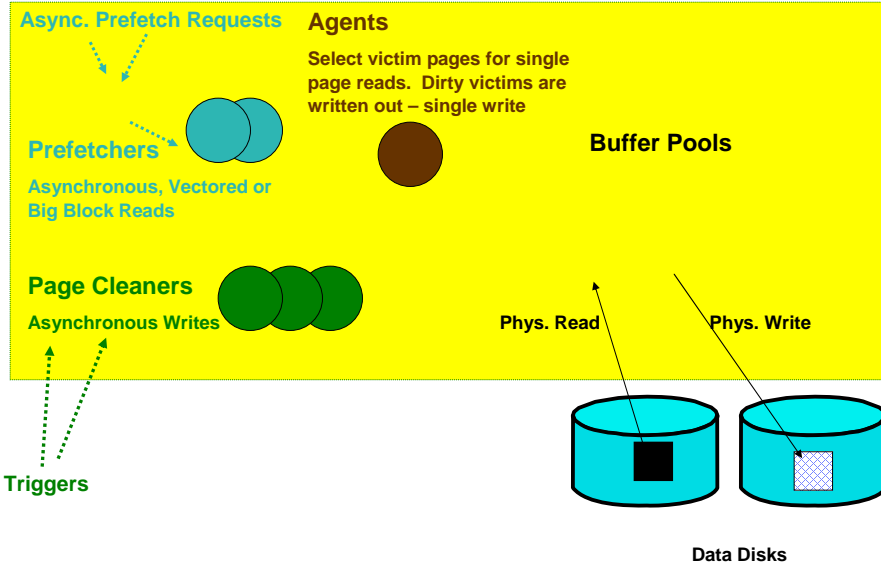 Async. Prefetch Requests
Agents
Select victim pages for single
page reads.  Dirty victims are
written out – single write
Prefetchers
Asynchronous, Vectored or
Big Block Reads
Buffer Pools
Page Cleaners
Asynchronous Writes
Phys. Read
Phys. Write
Triggers
Data Disks